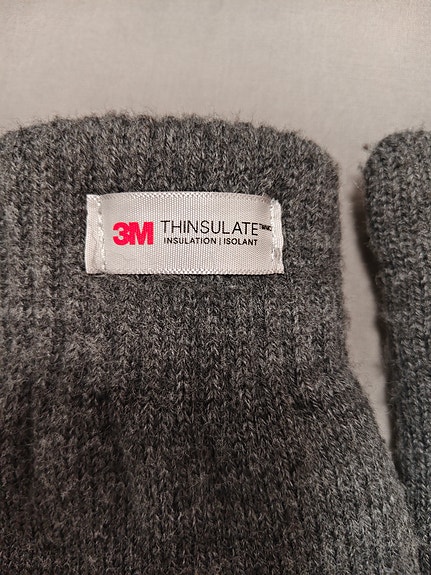 3M THINSULATE™
INSULATION | ISOLANT